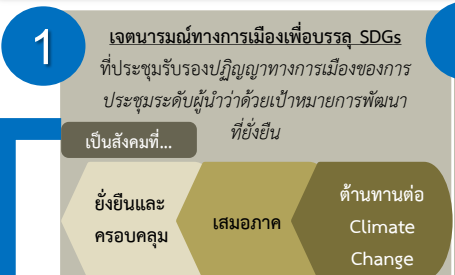 1
เจตนารมณ์ทางการเมืองเพื่อบรรลุ SDGs
ที่ประชุมรับรองปฏิญญาทางการเมืองของการ
ประชุมระดับผู้นำว่าด้วยเป้าหมายการพัฒนา
ที่ยั่งยืน
เป็นสังคมที่...
ยั่งยืนและ
ครอบคลุม
เสมอภาค
ต้านทานต่อ
Climate
Change